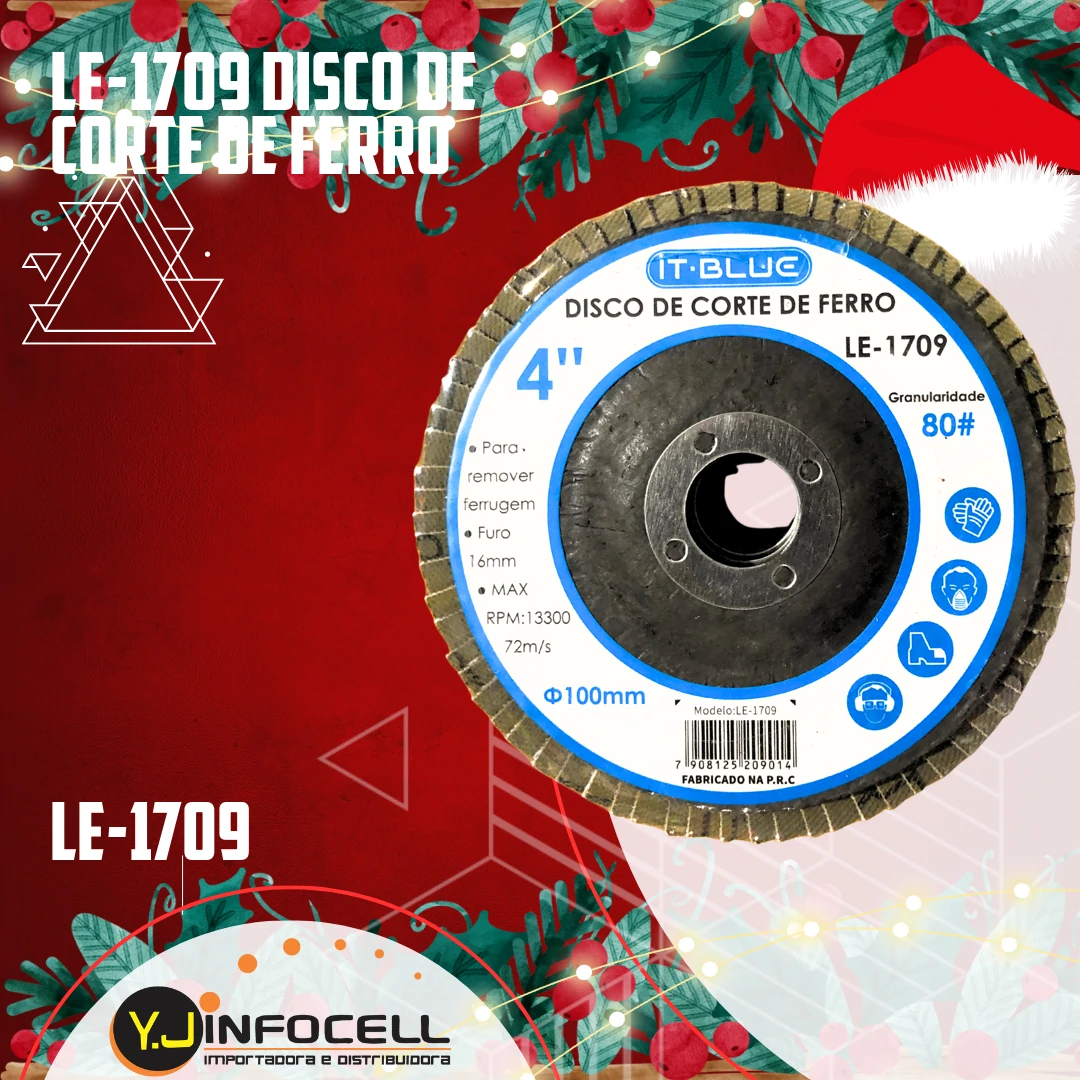 LE-1709 DISCO DE
CORTE DE FERRO
IT·BLUE
DISCO DE CORTE DE FERRO
LE-1709
4"
Granularidade
80#
• Para
remover
ferrugem
• Furo
16mm
• MAX
RPM:13300
72m/s
Φ100mm
Modelo:LE-1709
7 908125 209014
FABRICADO NA P.R.C
LE-1709
Y.J INFOCELL
IMPORTADORA E DISTRIBUIDORA